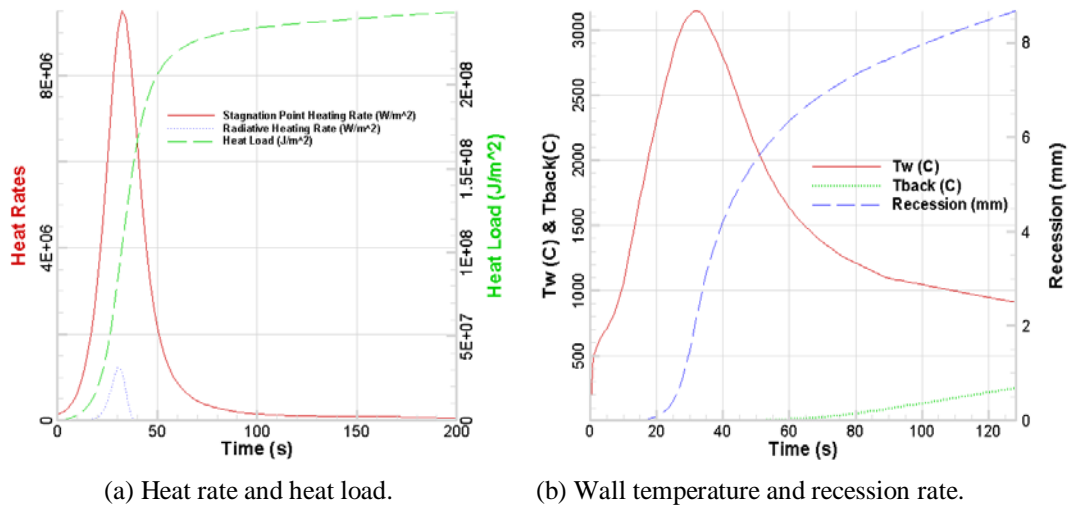 Heat Rates
8E+06
4E+06
0
Stagnation Point Heating Rate (W/m^2)
Radiative Heating Rate (W/m^2)
Heat Load (J/m^2)
2E+08
1.5E+08
1E+08
5E+07
0
Heat Load (J/m^2)
0 50 100 150 200
Time (s)
Tw (C) & Tback(C)
3000
2500
2000
1500
1000
500
Tw (C)
Tback (C)
Recession (mm)
8
6
4
2
0
Recession (mm)
0 20 40 60 80 100 120
Time (s)
(a) Heat rate and heat load.
(b) Wall temperature and recession rate.